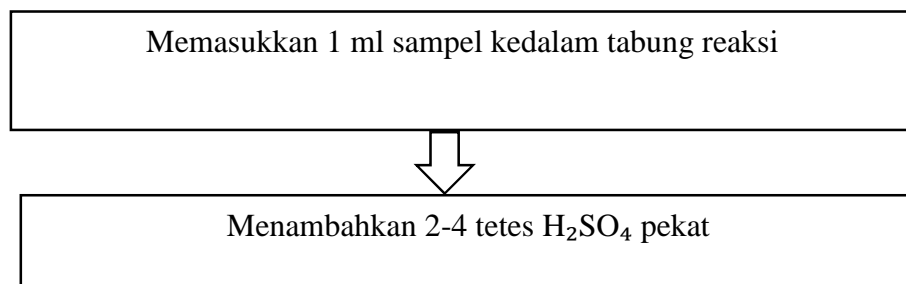 Memasukkan 1 ml sampel kedalam tabung reaksi
Menambahkan 2-4 tetes H₂SO₄ pekat